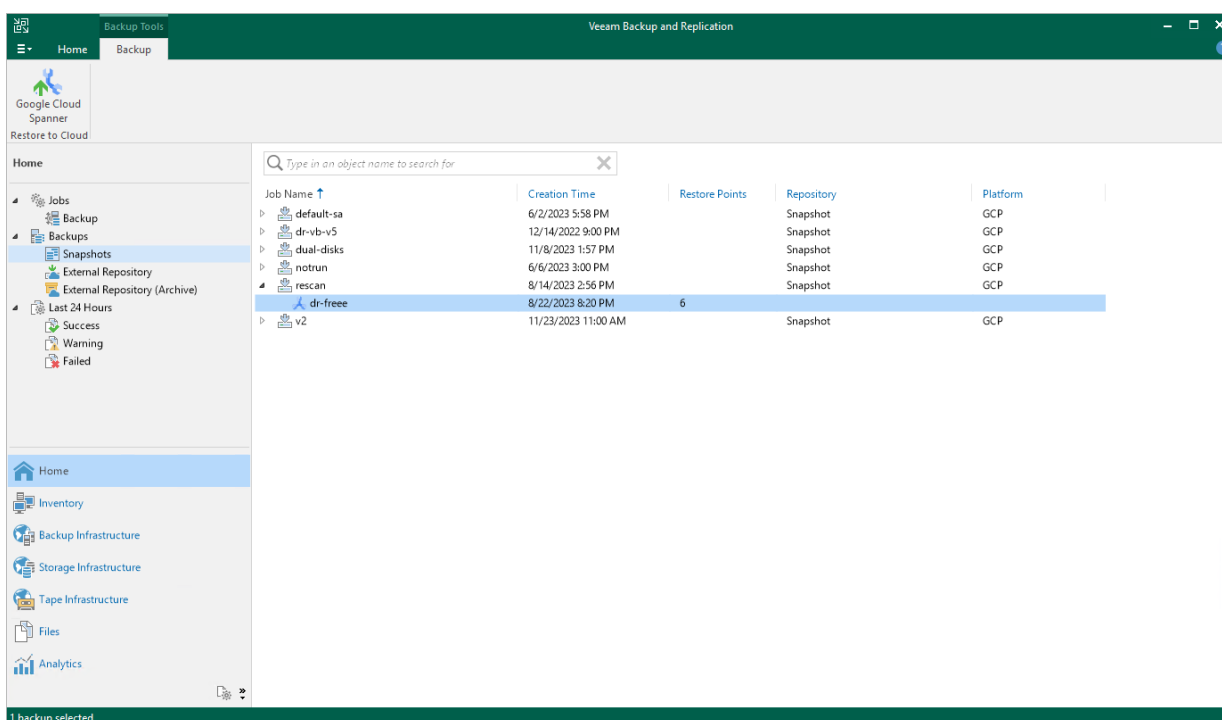 Backup Tools
Veeam Backup and Replication
Home Backup
Google Cloud
Spanner
Restore to Cloud
Home
Type in an object name to search for
Jobs
Backup
Backups
Snapshots
External Repository
External Repository (Archive)
Last 24 Hours
Success
Warning
Failed
Job Name Creation Time Restore Points Repository Platform
default-sa 6/2/2023 5:58 PM Snapshot GCP
dr-vb-v5 12/14/2022 9:00 PM Snapshot GCP
dual-disks 11/8/2023 1:57 PM Snapshot GCP
notrun 6/6/2023 3:00 PM Snapshot GCP
rescan 8/14/2023 2:56 PM Snapshot GCP
dr-freee 8/22/2023 8:20 PM 6
v2 11/23/2023 11:00 AM Snapshot GCP
Home
Inventory
Backup Infrastructure
Storage Infrastructure
Tape Infrastructure
Files
Analytics
1 backup selected